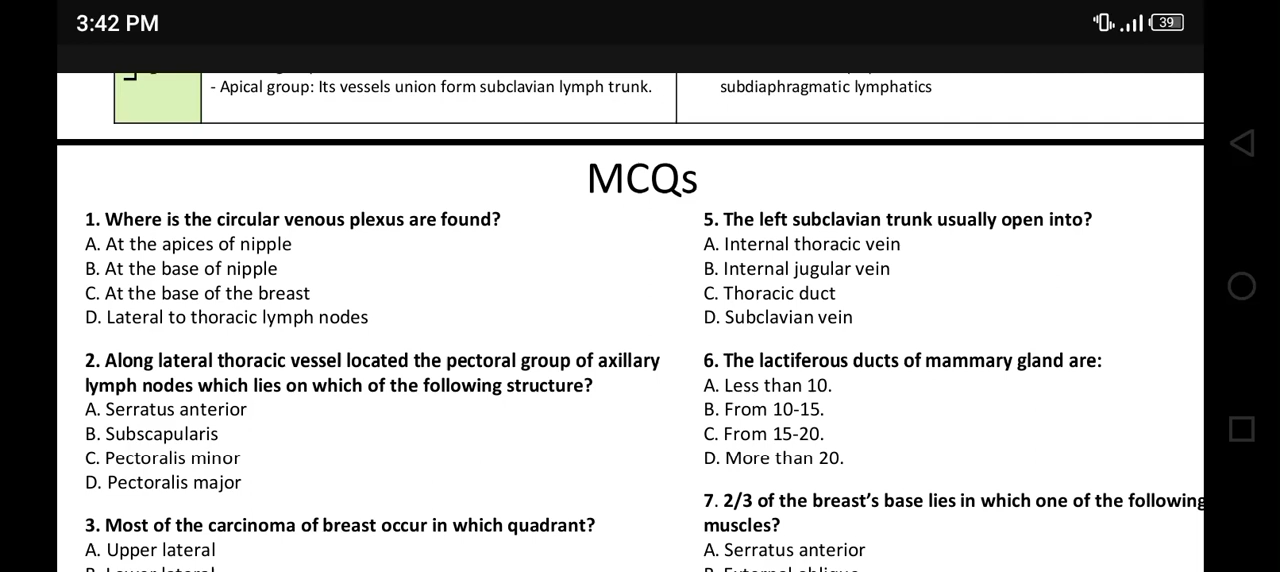 3:42 PM
39
- Apical group: Its vessels union form subclavian lymph trunk.
subdiaphragmatic lymphatics
MCQs
1. Where is the circular venous plexus are found?
A. At the apices of nipple
B. At the base of nipple
C. At the base of the breast
D. Lateral to thoracic lymph nodes
2. Along lateral thoracic vessel located the pectoral group of axillary
lymph nodes which lies on which of the following structure?
A. Serratus anterior
B. Subscapularis
C. Pectoralis minor
D. Pectoralis major
3. Most of the carcinoma of breast occur in which quadrant?
A. Upper lateral
5. The left subclavian trunk usually open into?
A. Internal thoracic vein
B. Internal jugular vein
C. Thoracic duct
D. Subclavian vein
6. The lactiferous ducts of mammary gland are:
A. Less than 10.
B. From 10-15.
C. From 15-20.
D. More than 20.
7. 2/3 of the breast’s base lies in which one of the following
muscles?
A. Serratus anterior